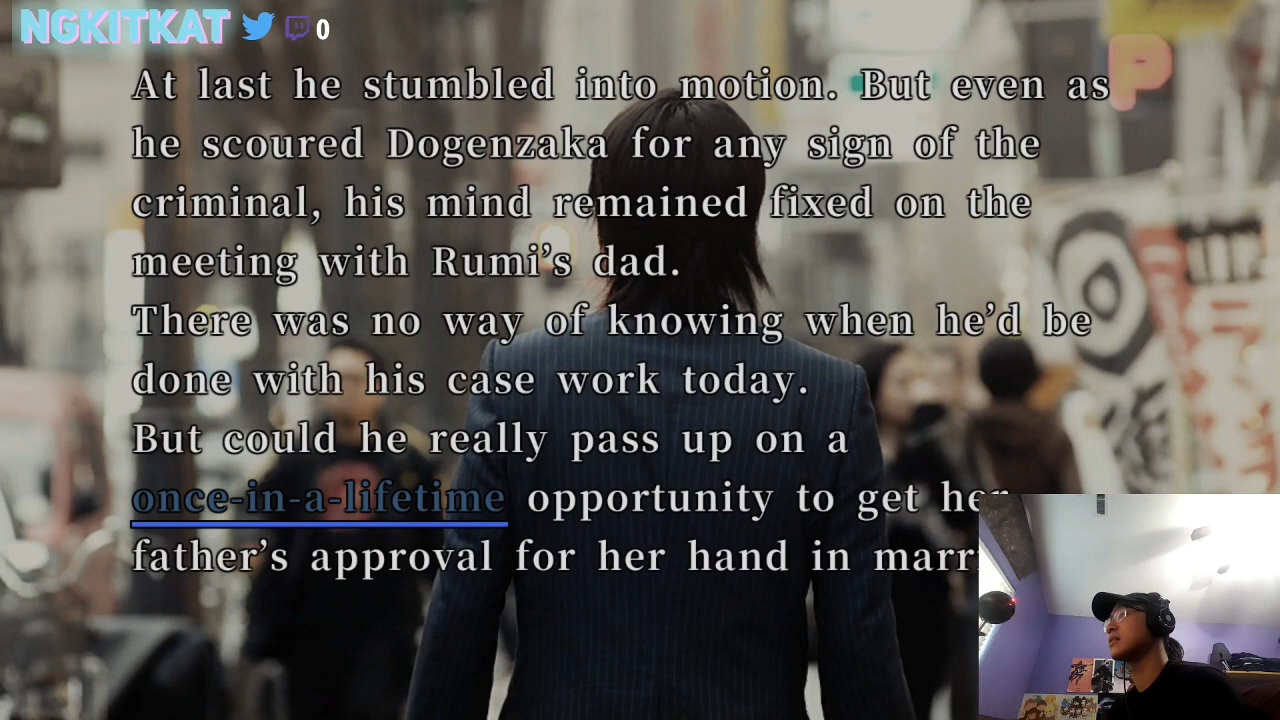 NGKITKAT 0
At last he stumbled into motion. But even as
he scoured Dogenzaka for any sign of the
criminal, his mind remained fixed on the
meeting with Rumi’s dad.
There was no way of knowing when he’d be
done with his case work today.
But could he really pass up on a
once-in-a-lifetime opportunity to get her
father’s approval for her hand in